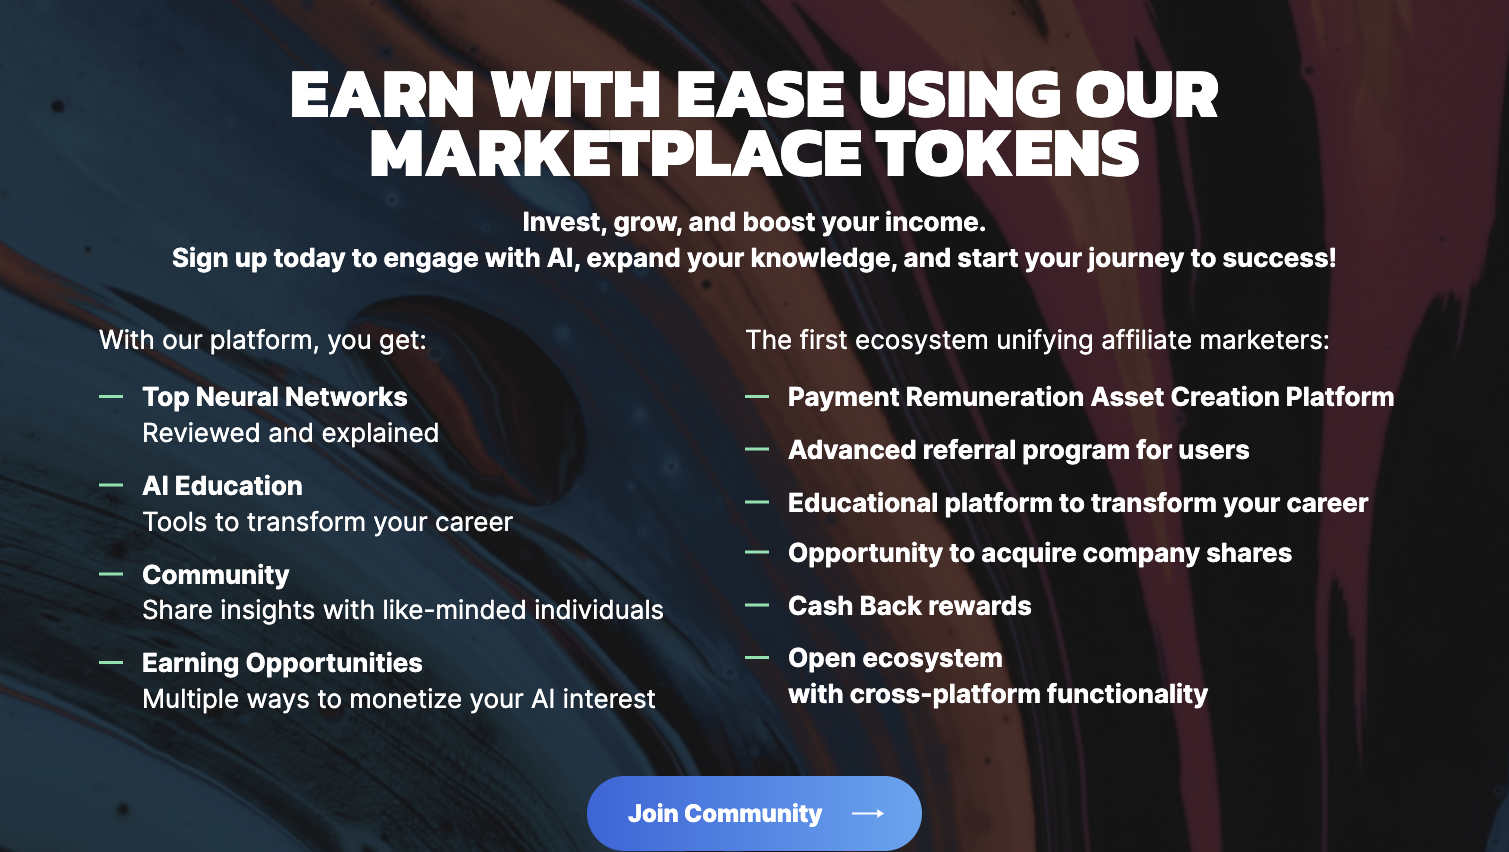 EARN WITH EASE USING OUR
MARKETPLACE TOKENS
Invest, grow, and boost your income.
Sign up today to engage with AI, expand your knowledge, and start your journey to success!
With our platform, you get:
Top Neural Networks
Reviewed and explained
AI Education
Tools to transform your career
Community
Share insights with like-minded individuals
Earning Opportunities
Multiple ways to monetize your AI interest
The first ecosystem unifying affiliate marketers:
Payment Remuneration Asset Creation Platform
Advanced referral program for users
Educational platform to transform your career
Opportunity to acquire company shares
Cash Back rewards
Open ecosystem
with cross-platform functionality
Join Community